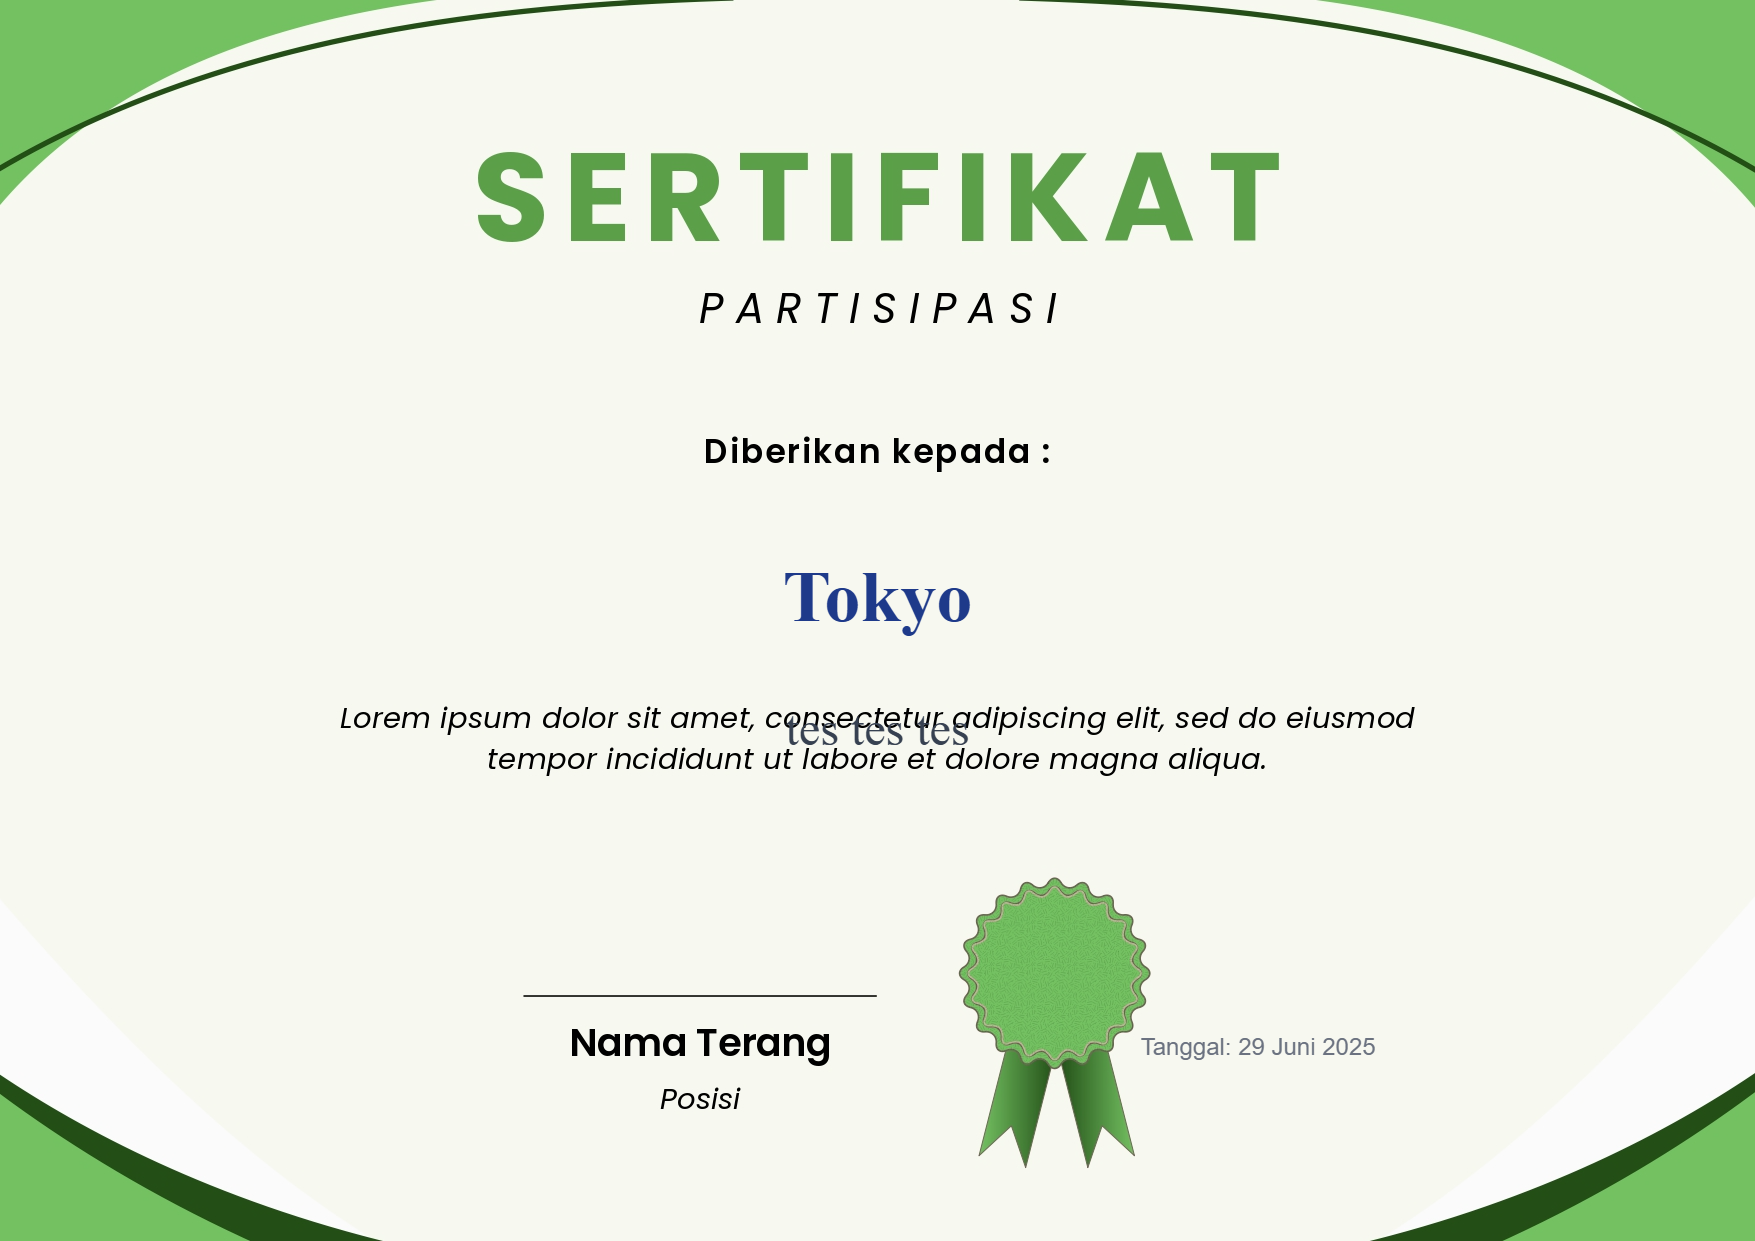 SERTIFIKAT
PARTISIPASI
Diberikan kepada :
Tokyo
Lorem ipsum dolor sit amet, consectetur adipiscing elit, sed do eiusmod
tes tes tes
tempor incididunt ut labore et dolore magna aliqua.
Nama Terang
Tanggal: 29 Juni 2025
Posisi